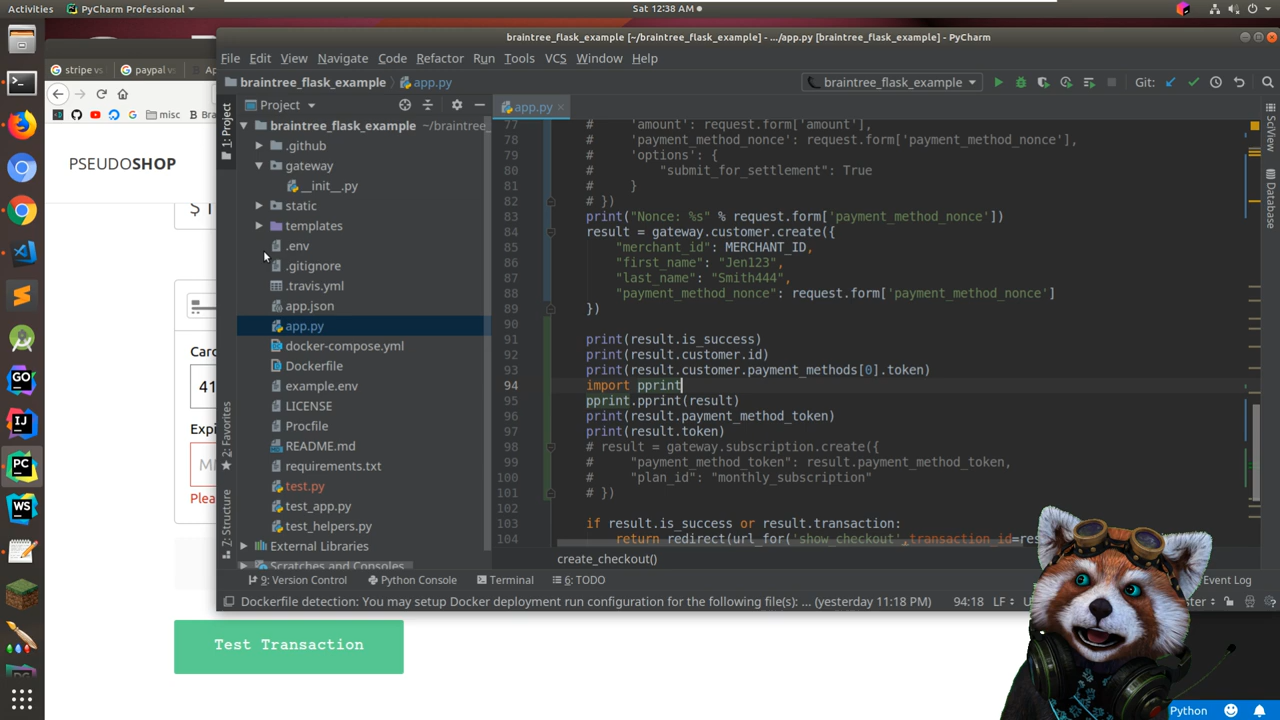 Activities
PyCharm Professional
Sat 12:38 AM
braintree_flask_example [~/braintree_flask_example] - .../app.py [braintree_flask_example] - PyCharm
File Edit View Navigate Code Refactor Run Tools VCS Window Help
braintree_flask_example
app.py
braintree_flask_example
Git:
stripe vs
paypal v
misc
PSEUDOSHOP
$
Card
41
Expi
Test Transaction
1: Project
2: Favorites
7: Structure
Project
braintree_flask_example ~/braintree
.github
gateway
__init__.py
static
templates
.env
.gitignore
.travis.yml
app.json
app.py
docker-compose.yml
Dockerfile
example.env
LICENSE
Procfile
README.md
requirements.txt
test.py
test_app.py
test_helpers.py
External Libraries
Scratches and Consoles
app.py
77 # 'amount': request.form['amount'],
78 # 'payment_method_nonce': request.form['payment_method_nonce'],
79 # 'options': {
80 # "submit_for_settlement": True
81 # }
82 # })
83 print("Nonce: %s" % request.form['payment_method_nonce'])
84 result = gateway.customer.create({
85 "merchant_id": MERCHANT_ID,
86 "first_name": "Jen123",
87 "last_name": "Smith444",
88 "payment_method_nonce": request.form['payment_method_nonce']
89 })
90
91 print(result.is_success)
92 print(result.customer.id)
93 print(result.customer.payment_methods[0].token)
94 import pprint
95 pprint.pprint(result)
96 print(result.payment_method_token)
97 print(result.token)
98 # result = gateway.subscription.create({
99 # "payment_method_token": result.payment_method_token,
100 # "plan_id": "monthly_subscription"
101 # })
102
103 if result.is_success or result.transaction:
104 return redirect(url_for('show_checkout',transaction_id=res
create_checkout()
SciView
Database
9: Version Control
Python Console
Terminal
6: TODO
Event Log
Dockerfile detection: You may setup Docker deployment run configuration for the following file(s): ... (yesterday 11:18 PM)
94:18
LF
Python